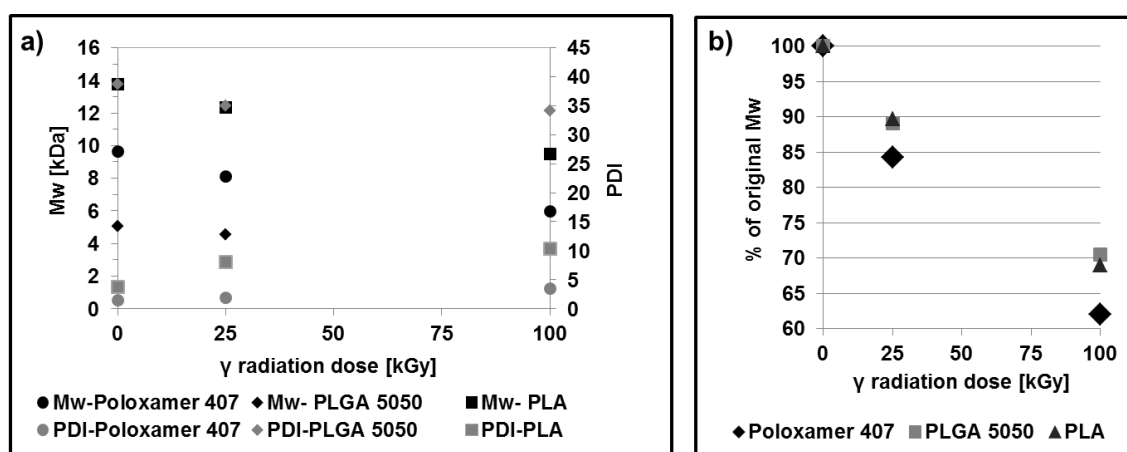 a)
16
14
12
10
8
6
4
2
0
Mw [kDa]
45
40
35
30
25
20
15
10
5
0
PDI
0 25 50 75 100
γ radiation dose [kGy]
Mw-Poloxamer 407 Mw- PLGA 5050 Mw- PLA
PDI-Poloxamer 407 PDI-PLGA 5050 PDI-PLA
b)
100
95
90
85
80
75
70
65
60
% of original Mw
0 25 50 75 100
γ radiation dose [kGy]
Poloxamer 407 PLGA 5050 PLA